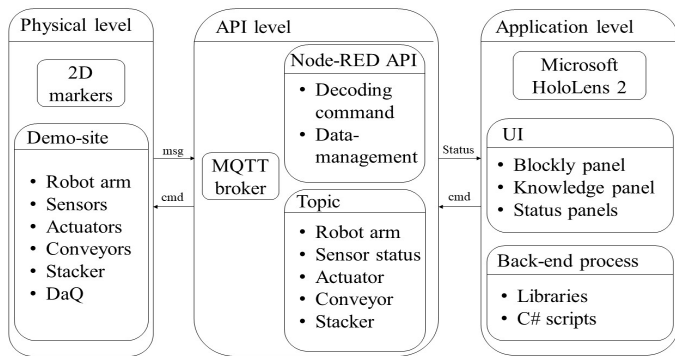 Physical level
2D
markers
Demo-site
• Robot arm
• Sensors
• Actuators
• Conveyors
• Stacker
• DaQ
msg
cmd
API level
MQTT
broker
Node-RED API
• Decoding
command
• Data-
management
Topic
• Robot arm
• Sensor status
• Actuator
• Conveyor
• Stacker
Status
cmd
Application level
Microsoft
HoloLens 2
UI
• Blockly panel
• Knowledge panel
• Status panels
Back-end process
• Libraries
• C# scripts